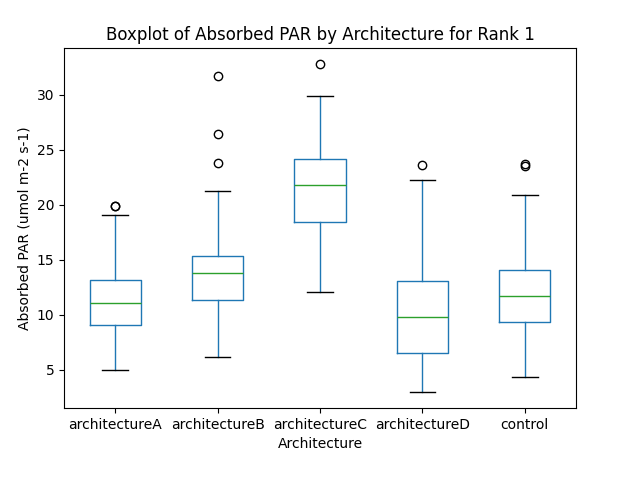 Boxplot of Absorbed PAR by Architecture for Rank 1
Absorbed PAR (umol m-2 s-1)
30
25
20
15
10
5
architectureA architectureB architectureC architectureD control
Architecture